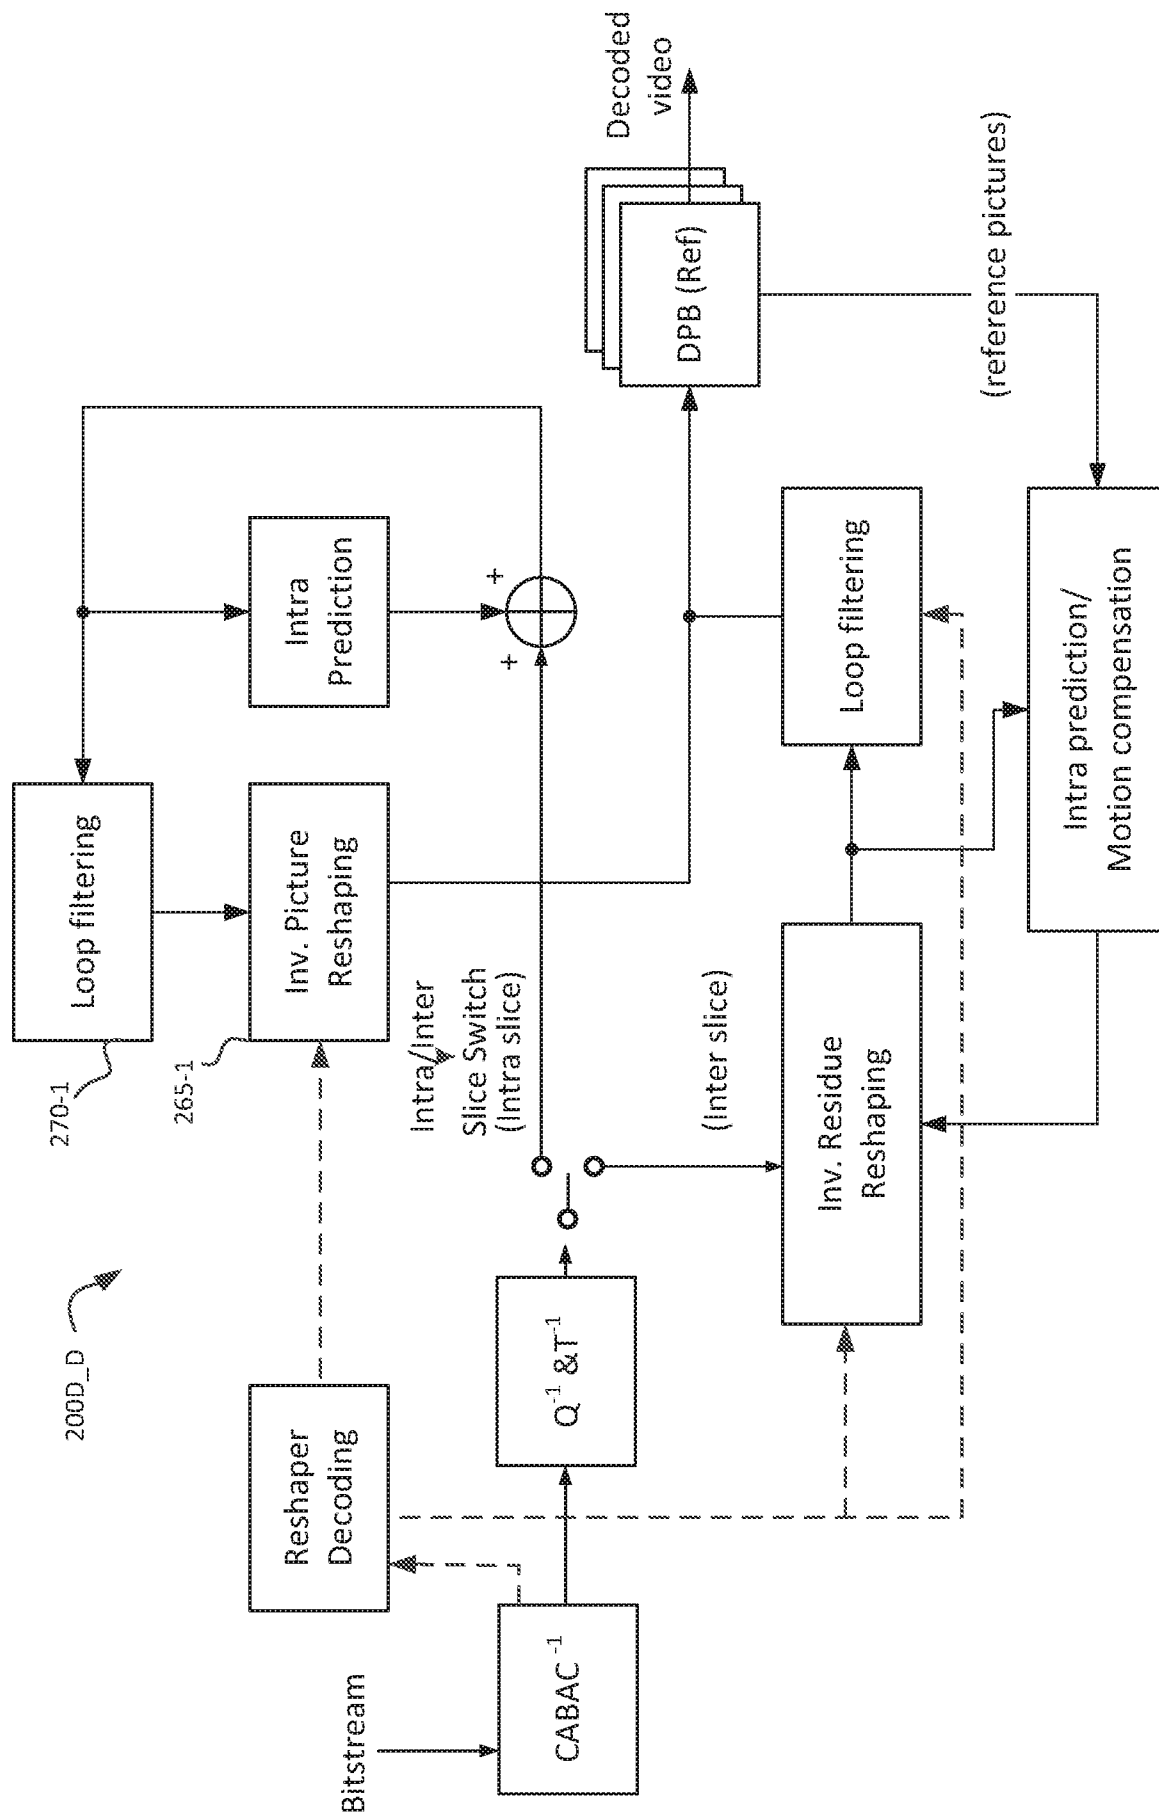 200D_D
270-1
Loop filtering
265-1
Inv. Picture
Reshaping
Intra
Prediction
Reshaper
Decoding
Bitstream
CABAC⁻¹
Q⁻¹ &T⁻¹
Intra/Inter
Slice Switch
(Intra slice)
+
+
(Inter slice)
Inv. Residue
Reshaping
Loop filtering
Intra prediction/
Motion compensation
DPB (Ref)
Decoded
video
(reference pictures)